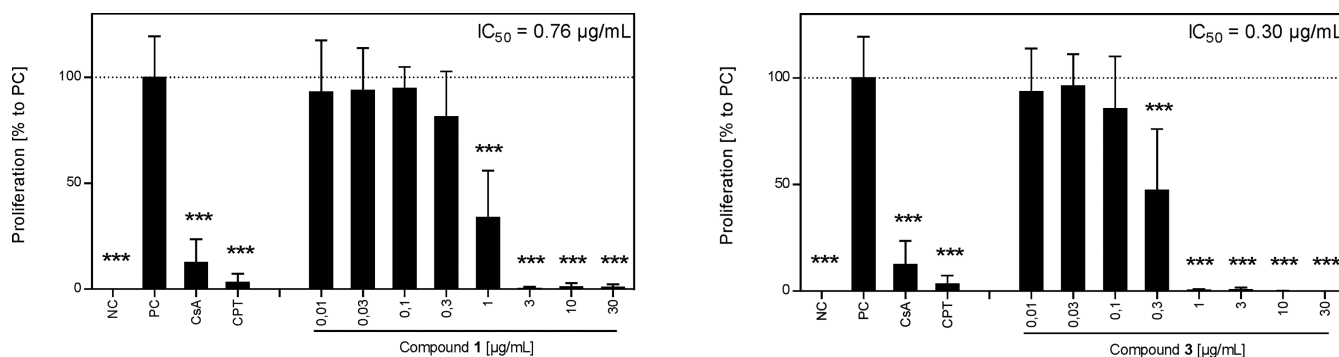 IC50 = 0.76 µg/mL
Proliferation [% to PC]
100
50
0
***
***
***
***
***
***
***
NC
PC
CsA
CPT
0,01
0,03
0,1
0,3
1
3
10
30
Compound 1 [µg/mL]
IC50 = 0.30 µg/mL
Proliferation [% to PC]
100
50
0
***
***
***
***
***
***
***
***
NC
PC
CsA
CPT
0,01
0,03
0,1
0,3
1
3
10
30
Compound 3 [µg/mL]